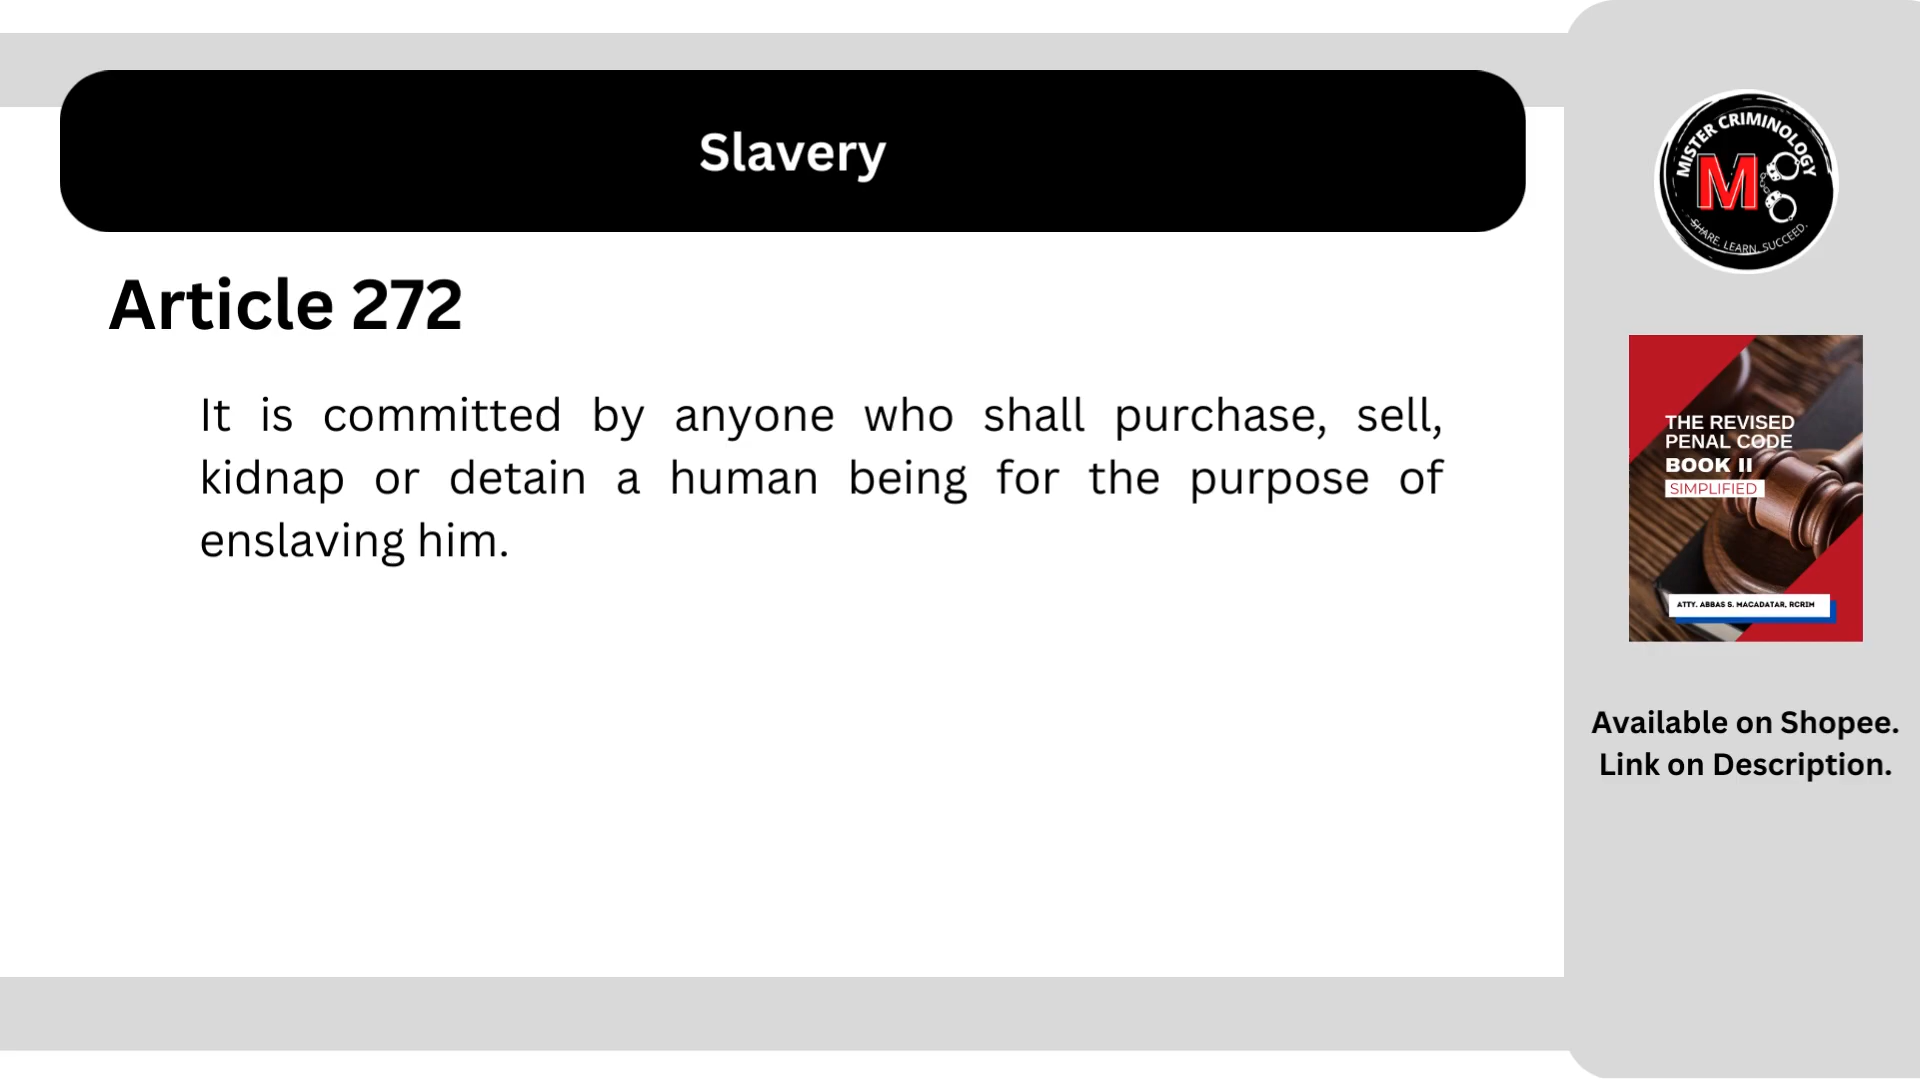 Slavery
Article 272
It is committed by anyone who shall purchase, sell,
kidnap or detain a human being for the purpose of
enslaving him.
MISTER CRIMINOLOGY
M
SHARE. LEARN. SUCCEED.
THE REVISED
PENAL CODE
BOOK II
SIMPLIFIED
ATTY. ABBAS S. MACADATAR, RCRIM
Available on Shopee.
Link on Description.